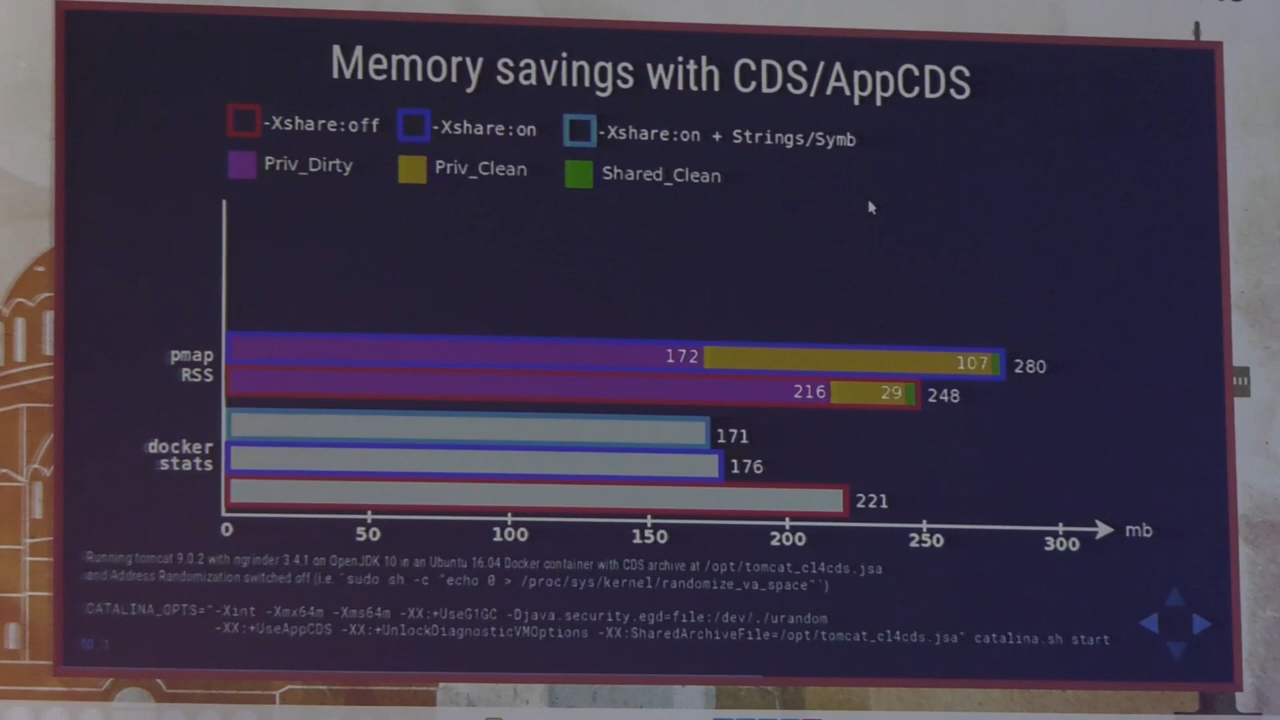 Memory savings with CDS/AppCDS
-Xshare:off -Xshare:on -Xshare:on + Strings/Symb
Priv_Dirty Priv_Clean Shared_Clean
pmap
RSS
172 107 280
216 29 248
docker
stats
171
176
221
0 50 100 150 200 250 300 mb
Running tomcat 9.0.2 with ngrinder 3.4.1 on OpenJDK 10 in an Ubuntu 16.04 Docker container with CDS archive at /opt/tomcat_cl4cds.jsa
and Address Randomization switched off (i.e. `sudo sh -c "echo 0 > /proc/sys/kernel/randomize_va_space"`)
CATALINA_OPTS="-Xint -Xmx64m -Xms64m -XX:+UseG1GC -Djava.security.egd=file:/dev/./urandom
-XX:+UseAppCDS -XX:+UnlockDiagnosticVMOptions -XX:SharedArchiveFile=/opt/tomcat_cl4cds.jsa" catalina.sh start